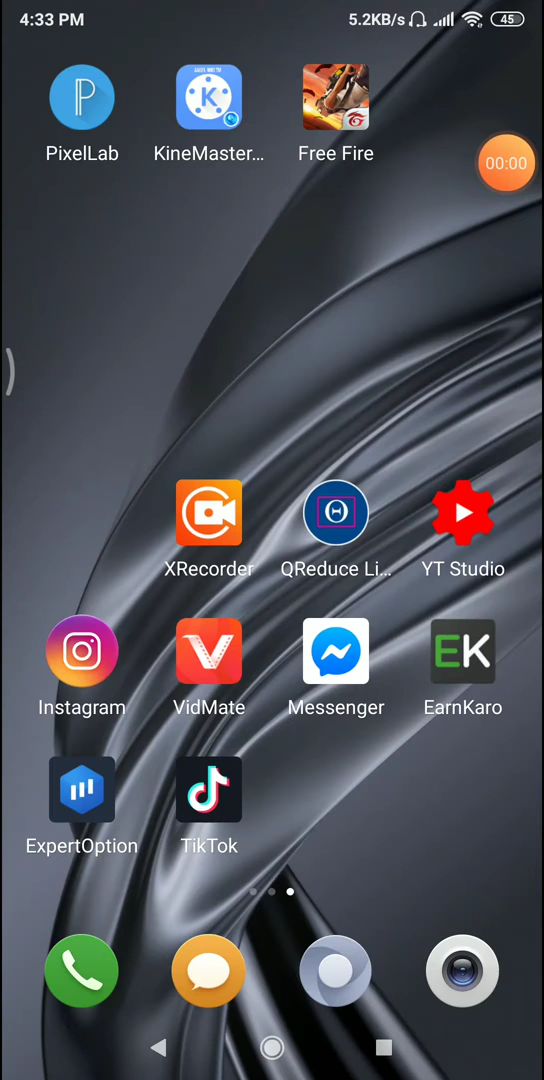 4:33 PM 5.2KB/s 45
PixelLab KineMaster... Free Fire
00:00
XRecorder QReduce Li... YT Studio
EK
Instagram VidMate Messenger EarnKaro
ExpertOption TikTok